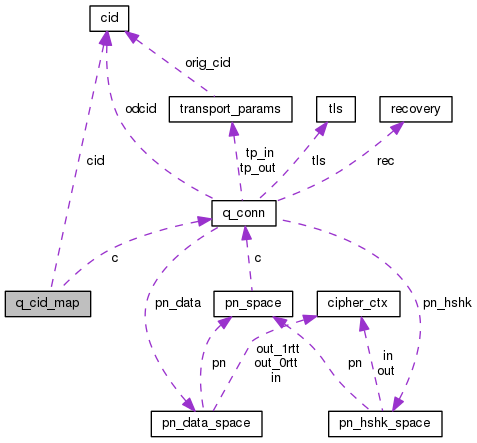 cid
orig_cid
transport_params
tls
recovery
odcid
cid
tp_in
tp_out
tls
rec
q_conn
c
c
q_cid_map
pn_data
pn_space
cipher_ctx
pn_hshk
out_1rtt
out_0rtt
in
pn
pn
in
out
pn_data_space
pn_hshk_space